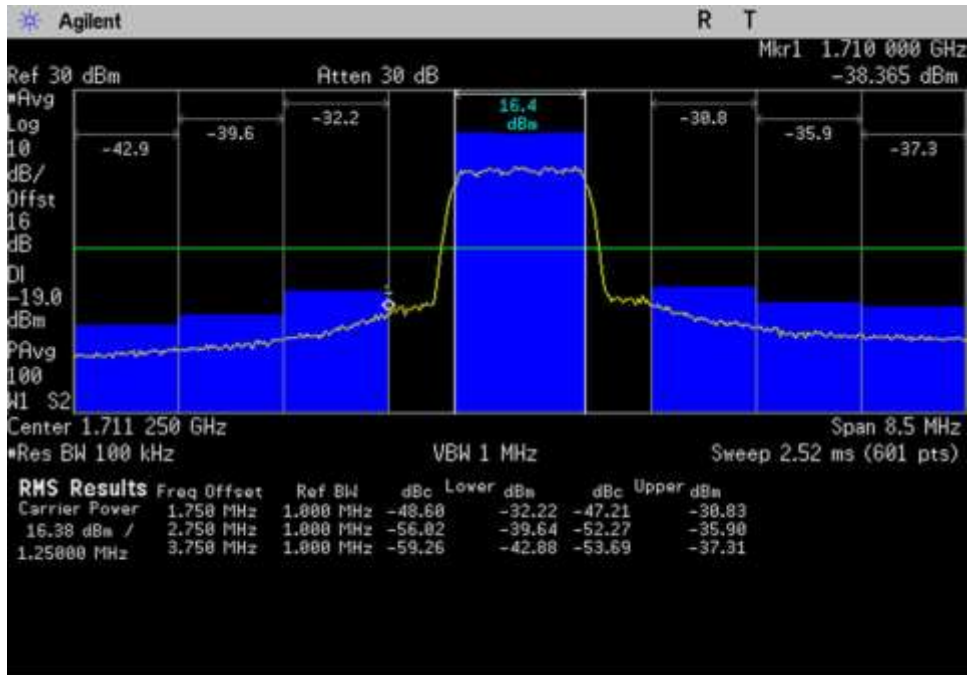 Agilent R T
Mkr1 1.710 000 GHz
Ref 30 dBm Atten 30 dB -38.365 dBm
*Avg
Log
10
dB/
Offst
16
dB
DI
-19.0
dBm
PAvg
100
W1 S2
-42.9 -39.6 -32.2 16.4 dBm -30.8 -35.9 -37.3
Center 1.711 250 GHz Span 8.5 MHz
*Res BW 100 kHz VBW 1 MHz Sweep 2.52 ms (601 pts)
RMS Results Freq Offset Ref BW dBc Lower dBm dBc Upper dBm
Carrier Power 1.750 MHz 1.000 MHz -48.60 -32.22 -47.21 -30.83
16.38 dBm / 2.750 MHz 1.000 MHz -56.02 -39.64 -52.27 -35.90
1.25000 MHz 3.750 MHz 1.000 MHz -59.26 -42.88 -53.69 -37.31